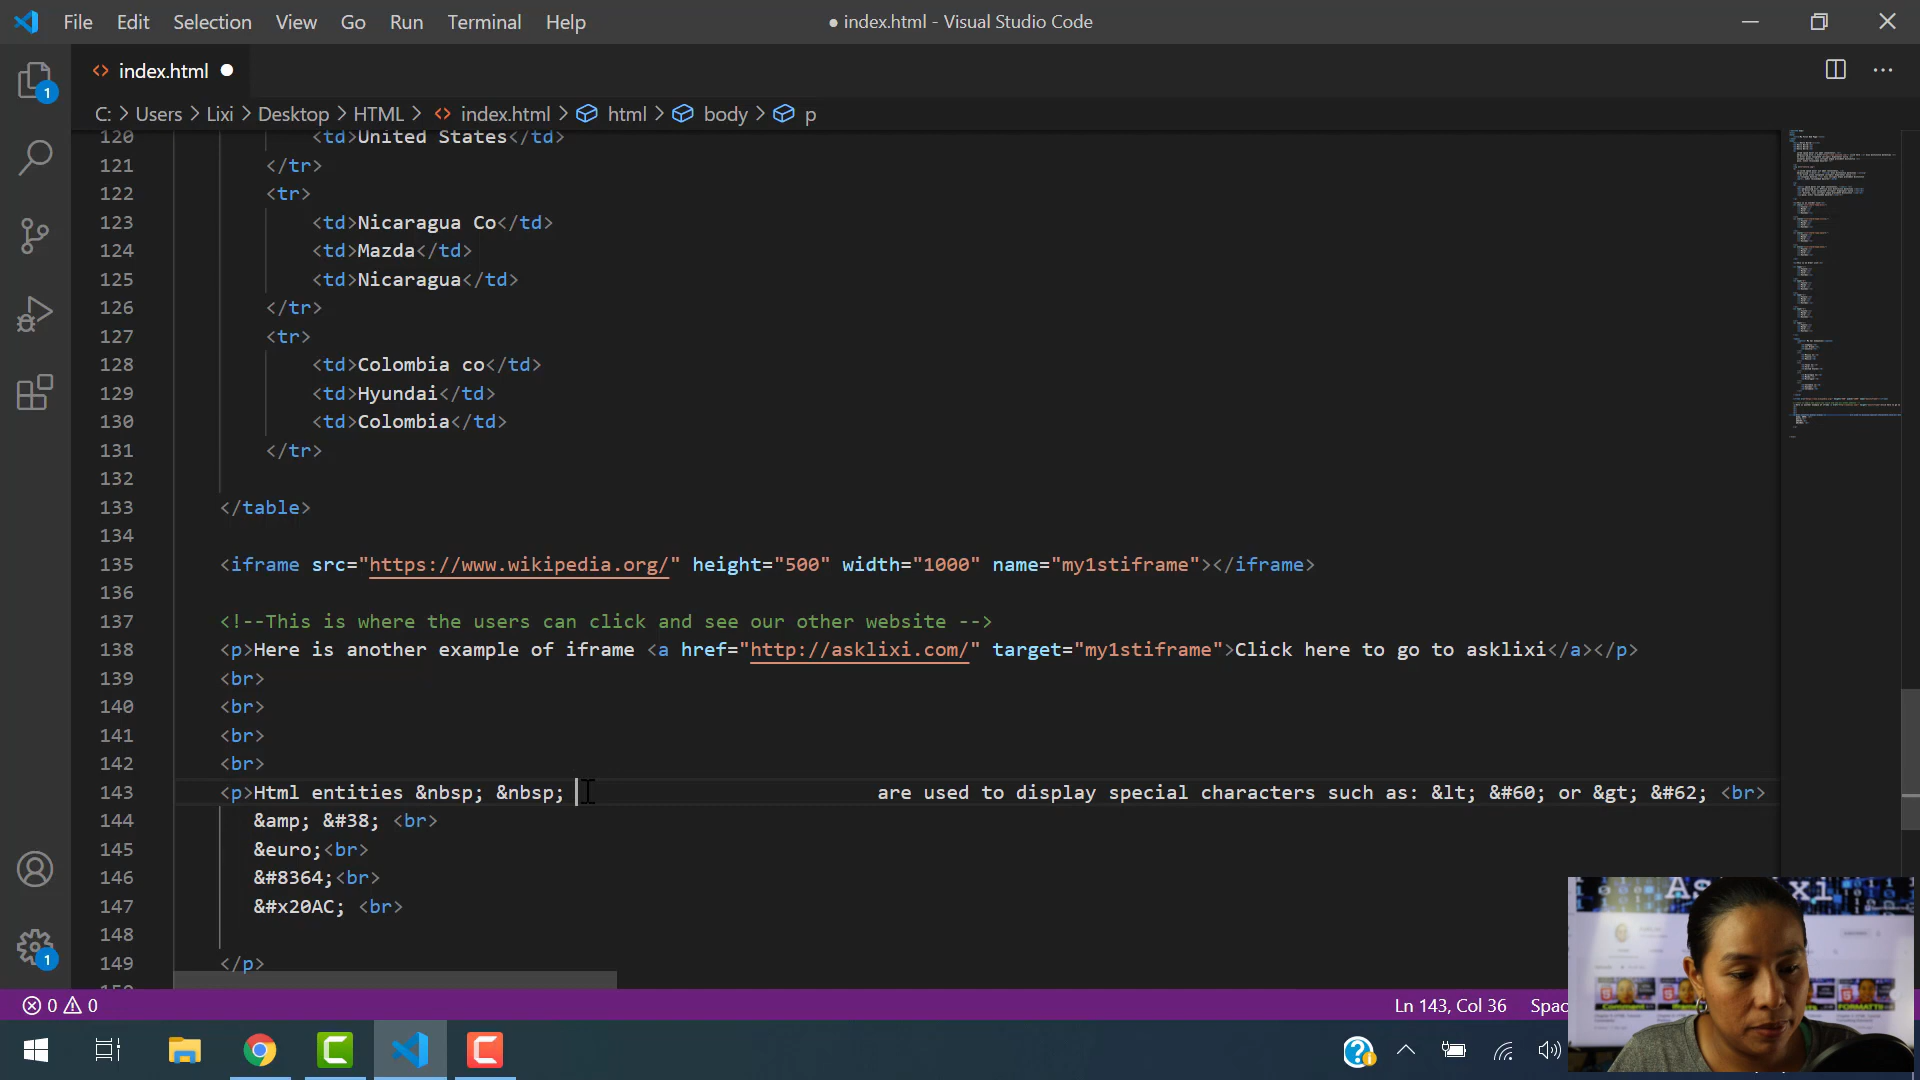 File Edit Selection View Go Run Terminal Help
● index.html - Visual Studio Code
1
<> index.html ●
C: > Users > Lixi > Desktop > HTML > <> index.html > html > body > p
120 <td>United States</td>
121 </tr>
122 <tr>
123 <td>Nicaragua Co</td>
124 <td>Mazda</td>
125 <td>Nicaragua</td>
126 </tr>
127 <tr>
128 <td>Colombia co</td>
129 <td>Hyundai</td>
130 <td>Colombia</td>
131 </tr>
132
133 </table>
134
135 <iframe src="https://www.wikipedia.org/" height="500" width="1000" name="my1stiframe"></iframe>
136
137 <!--This is where the users can click and see our other website -->
138 <p>Here is another example of iframe <a href="http://asklixi.com/" target="my1stiframe">Click here to go to asklixi</a></p>
139 <br>
140 <br>
141 <br>
142 <br>
143 <p>Html entities &nbsp; &nbsp; are used to display special characters such as: &lt; &#60; or &gt; &#62; <br>
144 &amp; &#38; <br>
145 &euro;<br>
146 &#8364;<br>
147 &#x20AC; <br>
148
149 </p>
1
0 0
Ln 143, Col 36
Spac